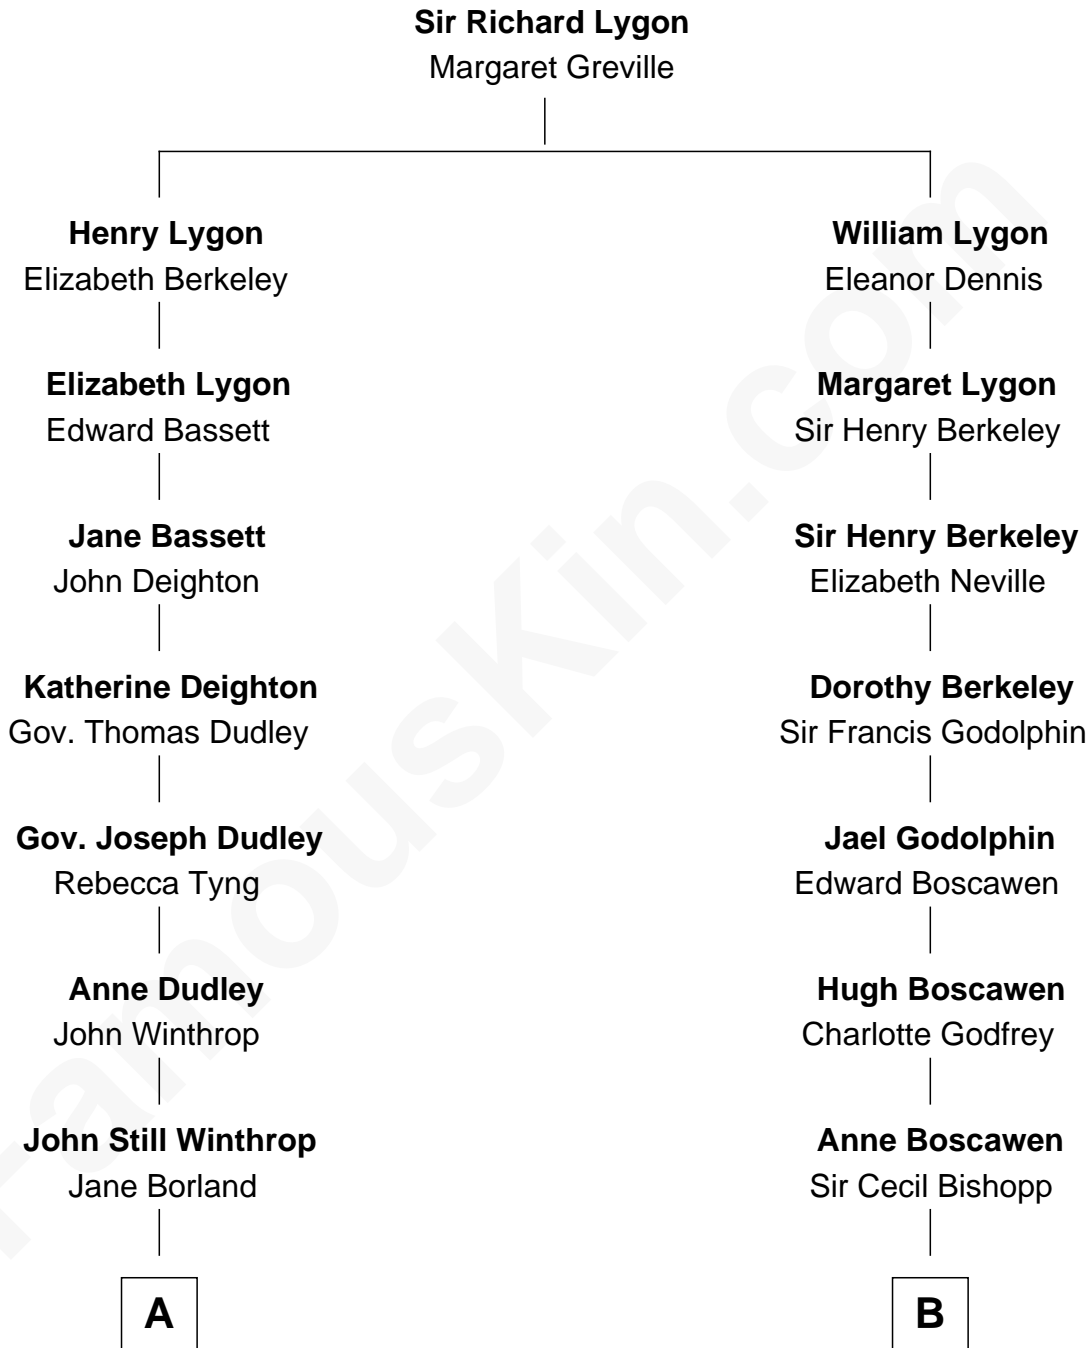 Sir Richard Lygon
Margaret Greville
Henry Lygon
Elizabeth Berkeley
Elizabeth Lygon
Edward Bassett
Jane Bassett
John Deighton
Katherine Deighton
Gov. Thomas Dudley
Gov. Joseph Dudley
Rebecca Tyng
Anne Dudley
John Winthrop
John Still Winthrop
Jane Borland
A
William Lygon
Eleanor Dennis
Margaret Lygon
Sir Henry Berkeley
Sir Henry Berkeley
Elizabeth Neville
Dorothy Berkeley
Sir Francis Godolphin
Jael Godolphin
Edward Boscawen
Hugh Boscawen
Charlotte Godfrey
Anne Boscawen
Sir Cecil Bishopp
B
FamousKin.com